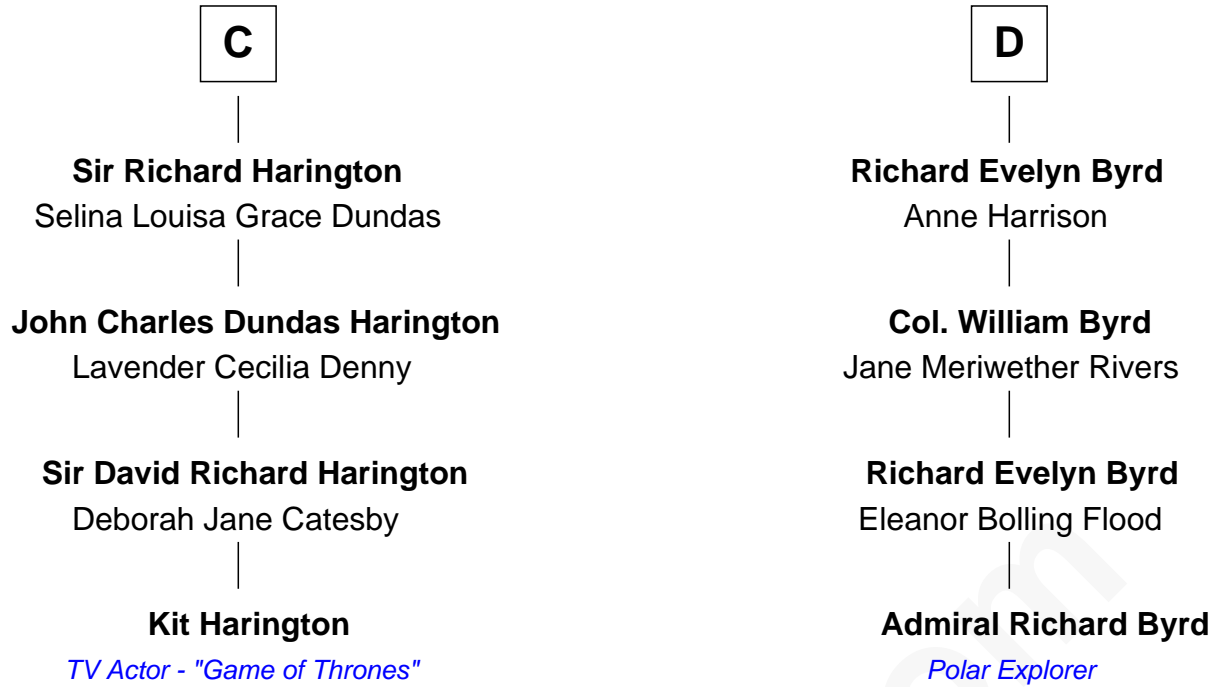 C
Sir Richard Harington
Selina Louisa Grace Dundas
John Charles Dundas Harington
Lavender Cecilia Denny
Sir David Richard Harington
Deborah Jane Catesby
Kit Harington
TV Actor - "Game of Thrones"
D
Richard Evelyn Byrd
Anne Harrison
Col. William Byrd
Jane Meriwether Rivers
Richard Evelyn Byrd
Eleanor Bolling Flood
Admiral Richard Byrd
Polar Explorer